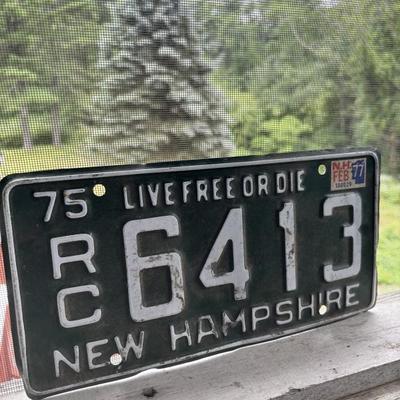 75 LIVE FREE OR DIE
N.H. 77
FEB
RC 6413
NEW HAMPSHIRE